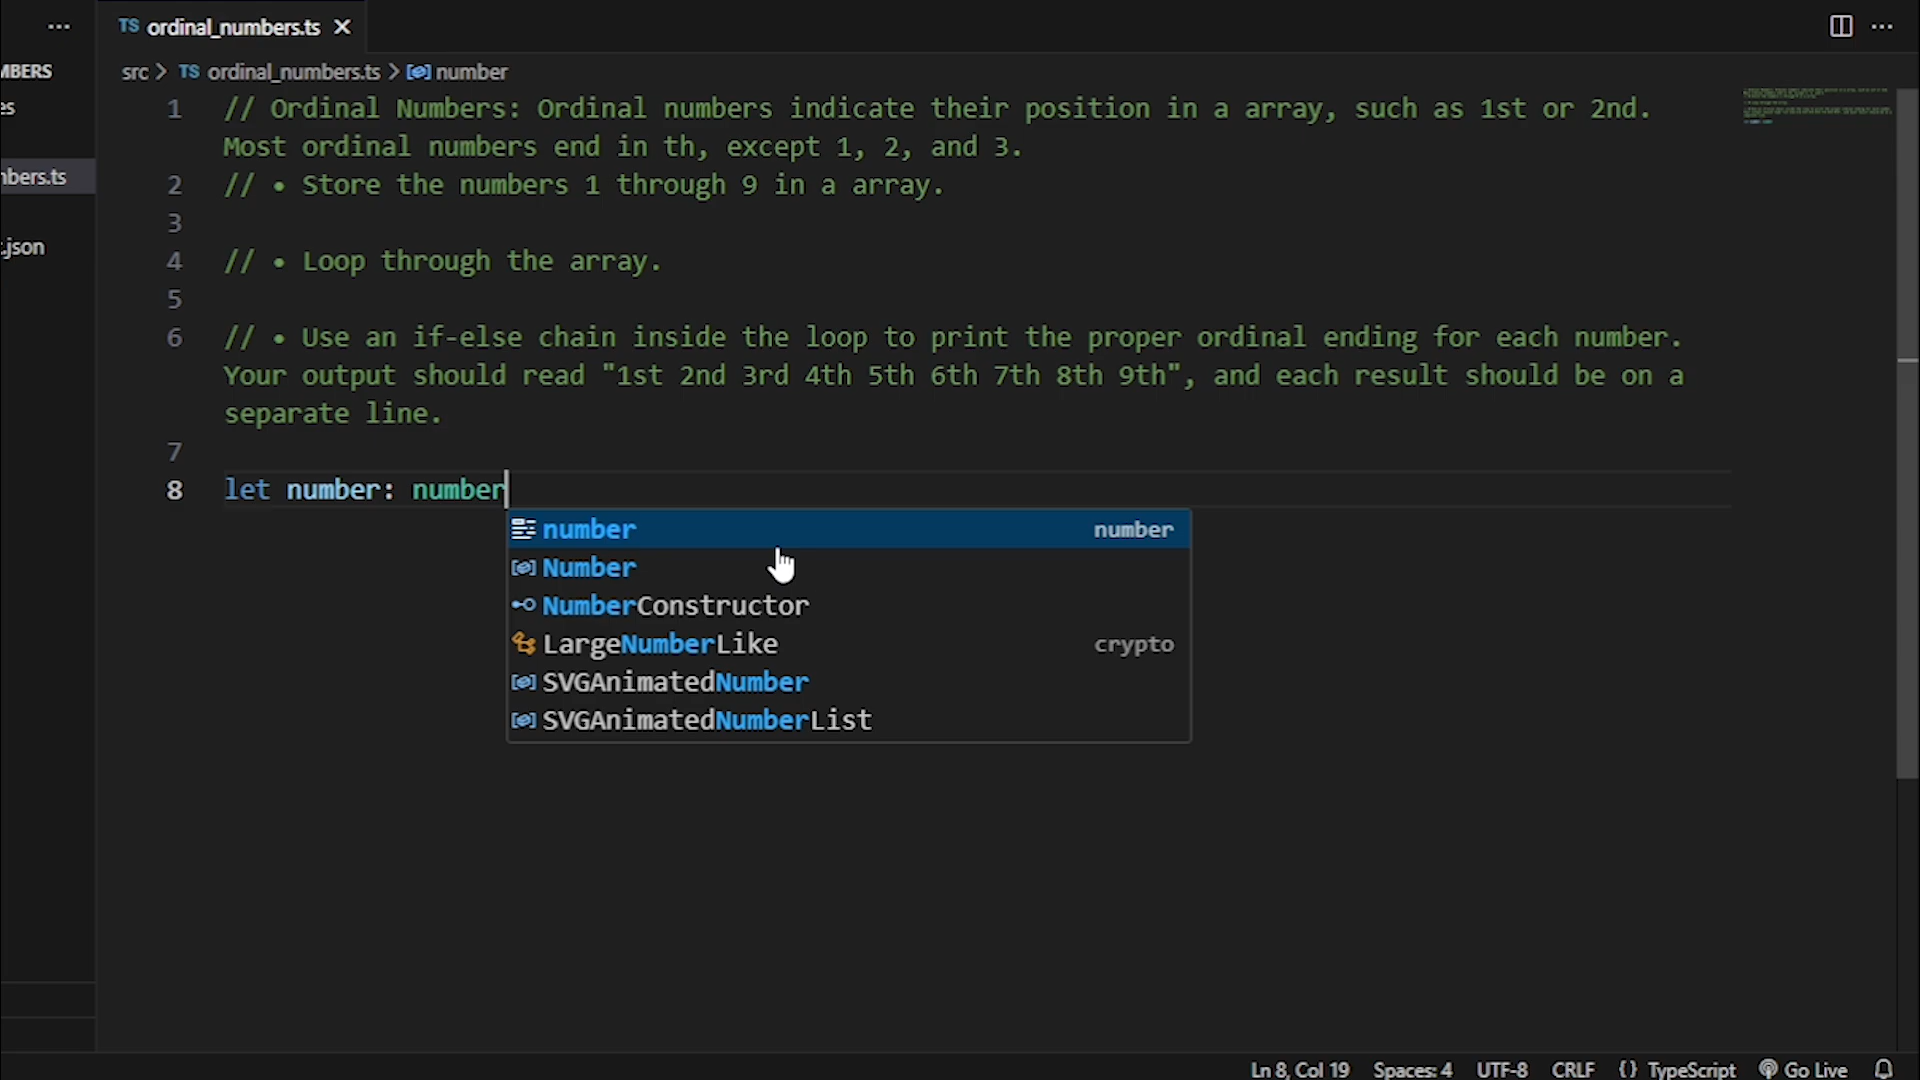 ··· TS ordinal_numbers.ts ✕ ···
MBERS
src > TS ordinal_numbers.ts > number
es
bers.ts
.json
1 // Ordinal Numbers: Ordinal numbers indicate their position in a array, such as 1st or 2nd.
Most ordinal numbers end in th, except 1, 2, and 3.
2 // • Store the numbers 1 through 9 in a array.
3
4 // • Loop through the array.
5
6 // • Use an if-else chain inside the loop to print the proper ordinal ending for each number.
Your output should read "1st 2nd 3rd 4th 5th 6th 7th 8th 9th", and each result should be on a
separate line.
7
8 let number: number
number number
Number
NumberConstructor
LargeNumberLike crypto
SVGAnimatedNumber
SVGAnimatedNumberList
Ln 8, Col 19 Spaces: 4 UTF-8 CRLF {} TypeScript Go Live